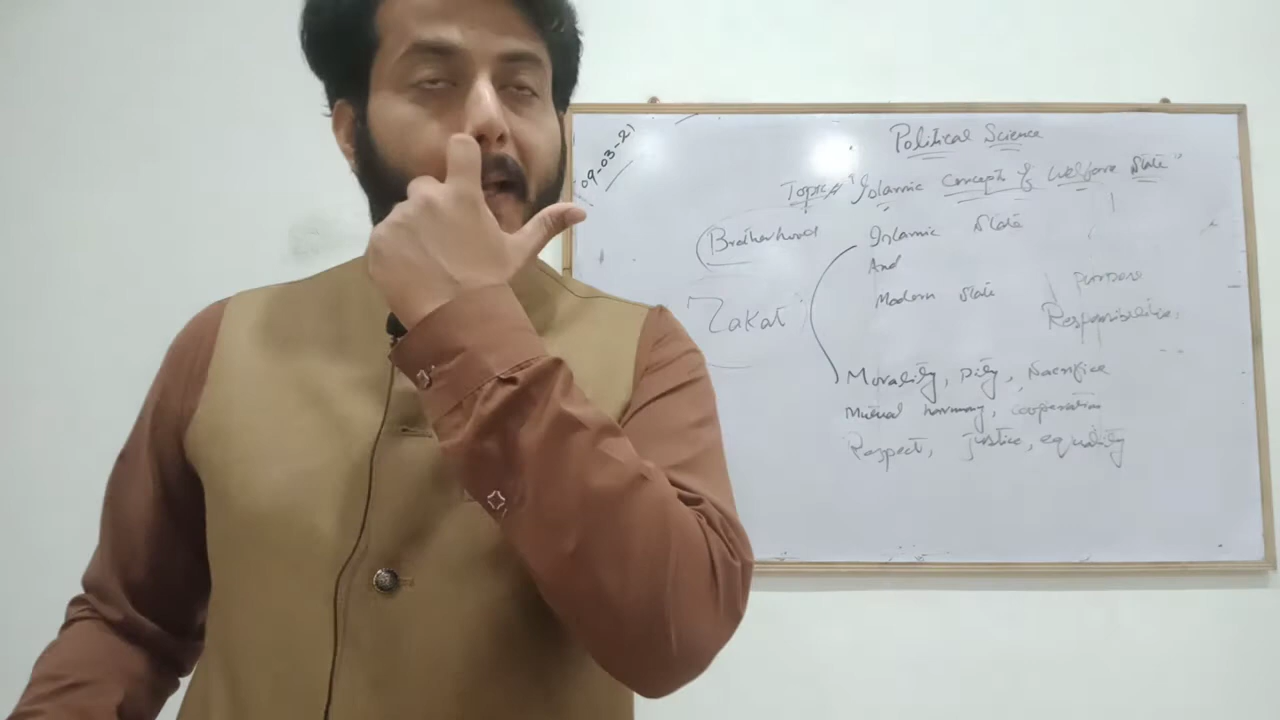 09-03-21
Political Science
Topic "Islamic concept of welfare state"
Brotherhood
Islamic State
And
Modern State
Zakat
purpose
Responsibilities
Morality, pity, Sacrifice
Mutual harmony, cooperation
Respect, justice, equality